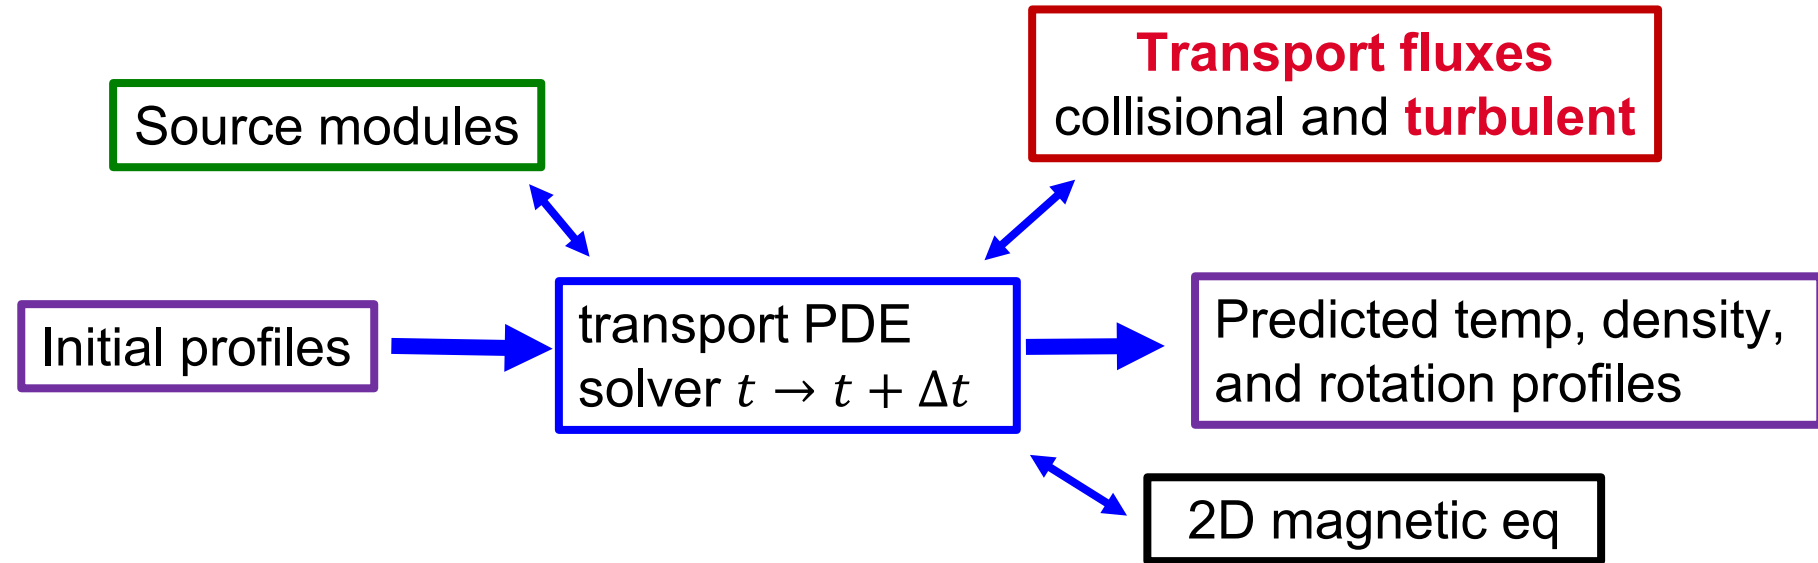 Transport fluxes
collisional and turbulent
Source modules
Initial profiles
transport PDE
solver t → t + Δt
Predicted temp, density,
and rotation profiles
2D magnetic eq